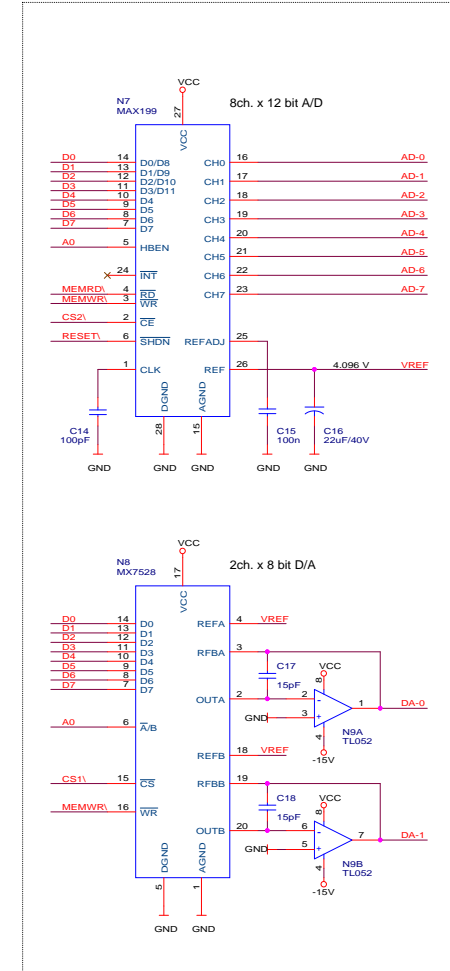 VCC
N7
MAX199
8ch. x 12 bit A/D
27
VCC
D0 14 D0/D8 CH0 16 AD-0
D1 13 D1/D9 CH1 17 AD-1
D2 12 D2/D10 CH2 18 AD-2
D3 11 D3/D11 CH3 19 AD-3
D4 10 D4 CH4 20 AD-4
D5 9 D5 CH5 21 AD-5
D6 8 D6 CH6 22 AD-6
D7 7 D7 CH7 23 AD-7
A0 5 HBEN
24 INT
MEMRD\ 4 RD
MEMWR\ 3 WR
CS2\ 2 CE
RESET\ 6 SHDN REFADJ 25
1 CLK REF 26 4.096 V VREF
DGND AGND
28 15
C14
100pF
C15
100n
C16
22uF/40V
GND GND GND GND GND
VCC
N8
MX7528
2ch. x 8 bit D/A
17
VCC
D0 14 D0 REFA 4 VREF
D1 13 D1
D2 12 D2
D3 11 D3 RFBA 3
D4 10 D4
D5 9 D5
D6 8 D6
D7 7 D7
C17
15pF
VCC
8
OUTA 2 2 - 1 DA-0
GND 3 +
N9A
TL052
4
-15V
A0 6 A/B
REFB 18 VREF
CS1\ 15 CS RFBB 19
MEMWR\ 16 WR
C18
15pF
VCC
8
OUTB 20 6 - 7 DA-1
GND 5 +
N9B
TL052
4
-15V
DGND AGND
5 1
GND GND